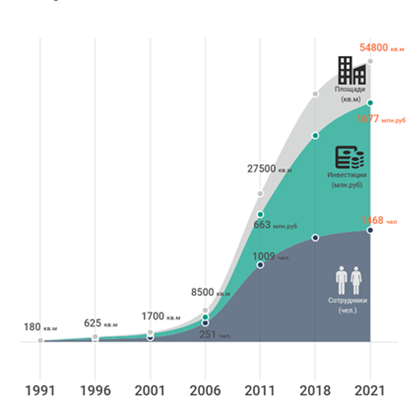 54800 кв.м
Площади
(кв.м)
1677 млн.руб
27500 кв.м
Инвестиции
(млн.руб)
663 млн.руб
1468 чел
1009 чел.
8500 кв.м
Сотрудники
(чел.)
1700 кв.м
625 кв.м
180 кв.м
251 чел.
1991 1996 2001 2006 2011 2018 2021